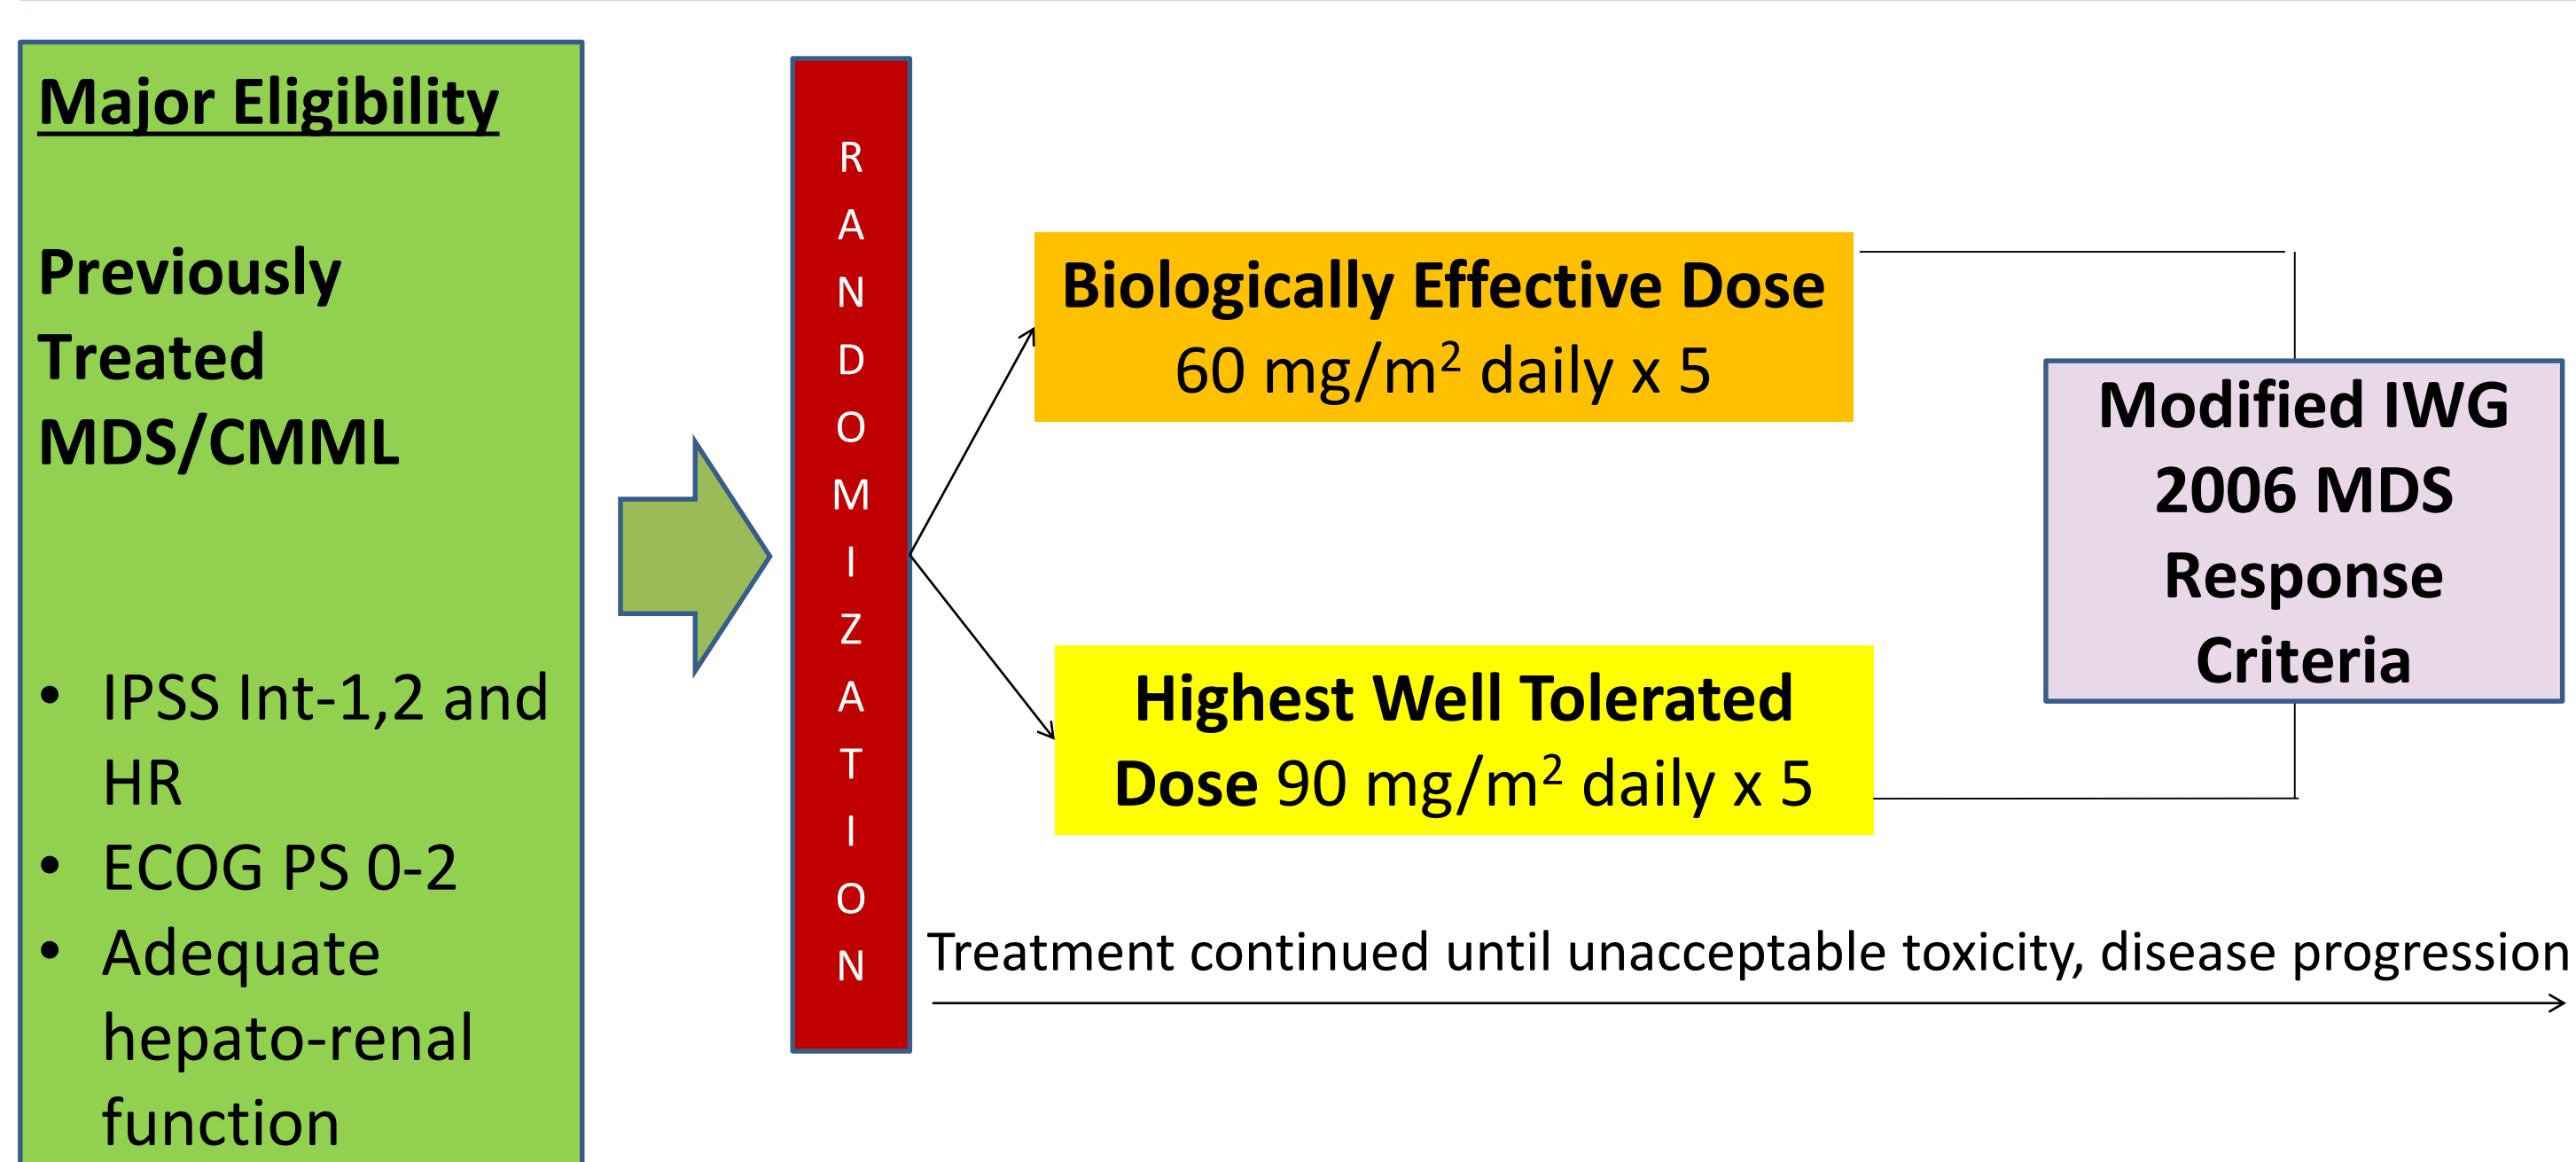 Major Eligibility
Previously
Treated
MDS/CMML
• IPSS Int-1,2 and
HR
• ECOG PS 0-2
• Adequate
hepato-renal
function
RANDOMIZATION
Biologically Effective Dose
60 mg/m² daily x 5
Highest Well Tolerated
Dose 90 mg/m² daily x 5
Modified IWG
2006 MDS
Response
Criteria
Treatment continued until unacceptable toxicity, disease progression